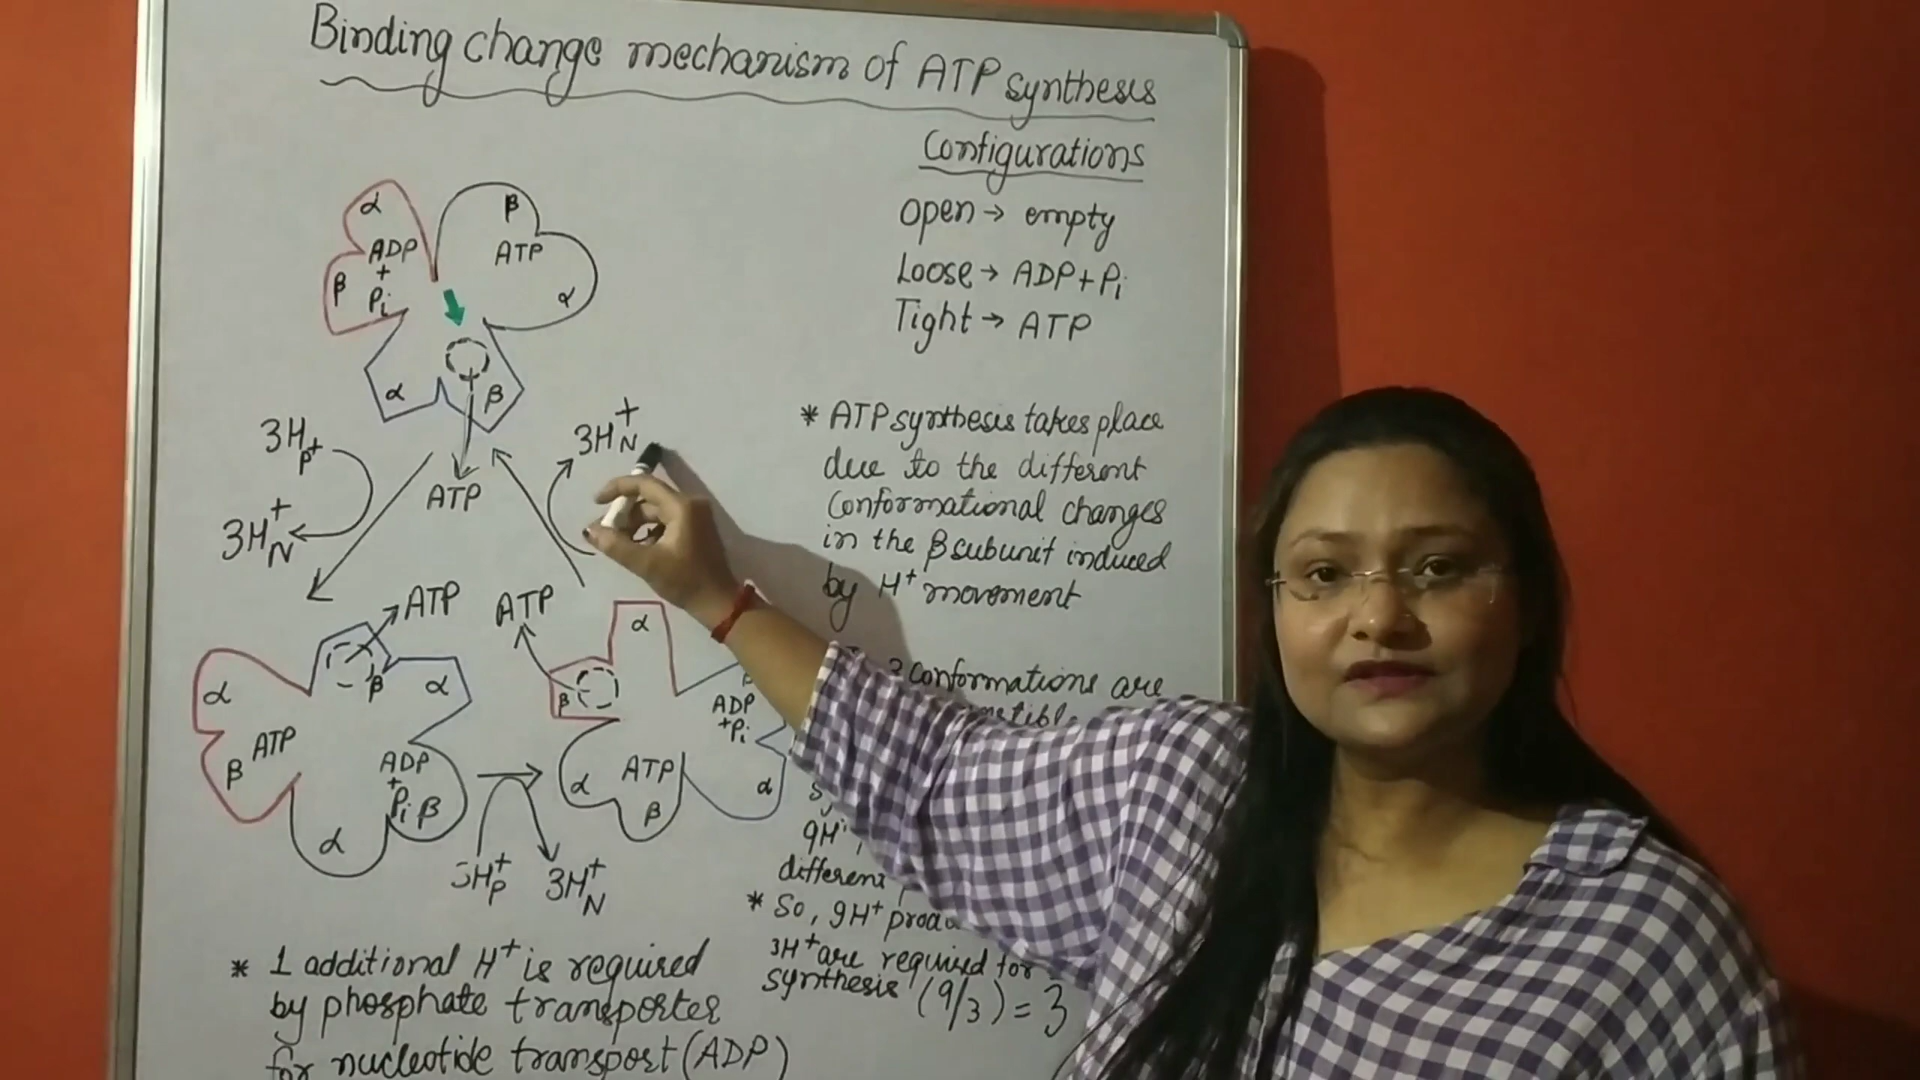 Binding change mechanism of ATP synthesis
Configurations
Open → empty
Loose → ADP+Pi
Tight → ATP
α
ADP
+
Pi
β
β
ATP
α
α
β
ATP
3H P+
3H+ N
3H+ N
* ATP synthesis takes place
due to the different
conformational changes
in the β subunit induced
by H+ movement
ATP
β
α
α
ATP
β
ADP
+
Pi β
α
ATP
α
β
ADP
+Pi
α
ATP
β
α
3H+ P
3H+ N
3 conformations are
9H+
different
* So, 9H+
3H+ are required for
synthesis (9/3) = 3
* 1 additional H+ is required
by phosphate transporter
for nucleotide transport (ADP)